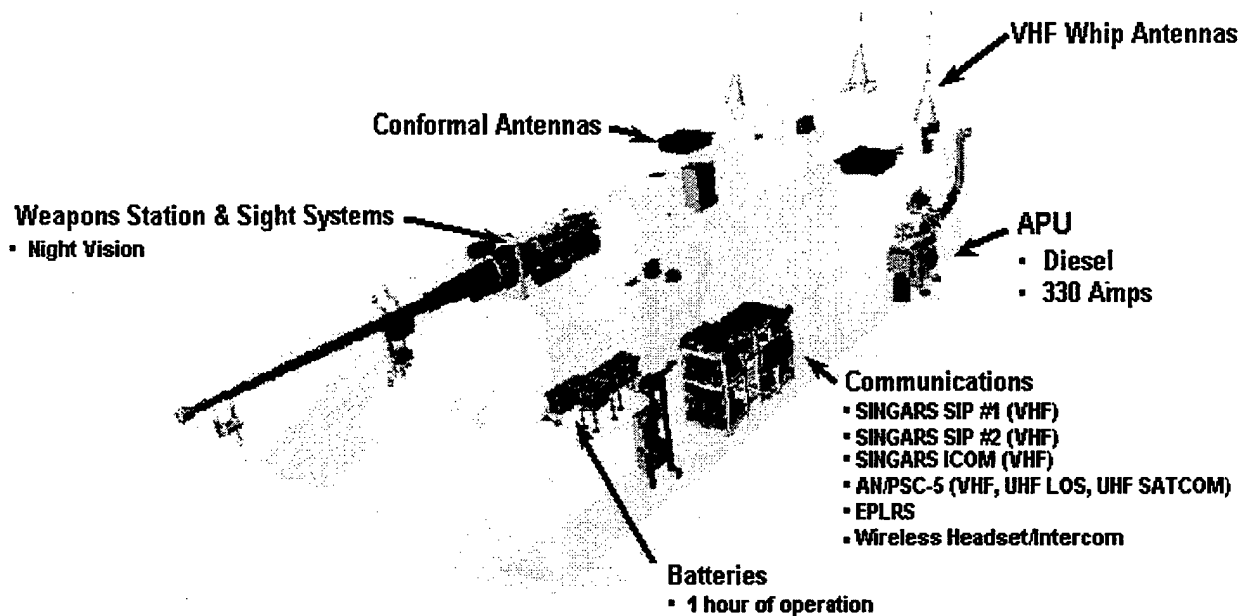 VHF Whip Antennas
Conformal Antennas
Weapons Station & Sight Systems
▪ Night Vision
APU
▪ Diesel
▪ 330 Amps
Communications
▪ SINGARS SIP #1 (VHF)
▪ SINGARS SIP #2 (VHF)
▪ SINGARS ICOM (VHF)
▪ AN/PSC-5 (VHF, UHF LOS, UHF SATCOM)
▪ EPLRS
▪ Wireless Headset/Intercom
Batteries
▪ 1 hour of operation